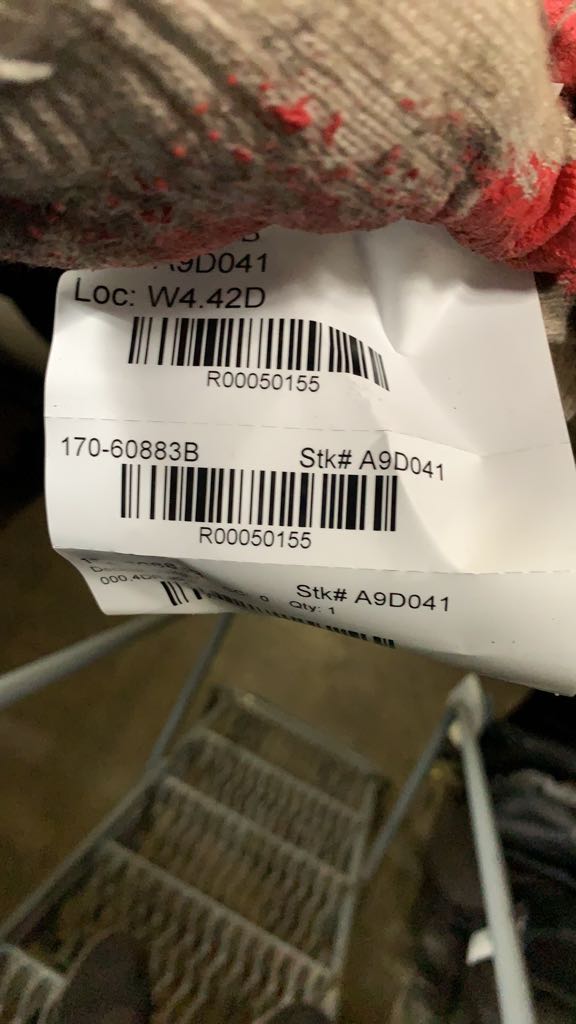 A9D041
Loc: W4.42D
R00050155
170-60883B Stk# A9D041
R00050155
Stk# A9D041
Qty: 1